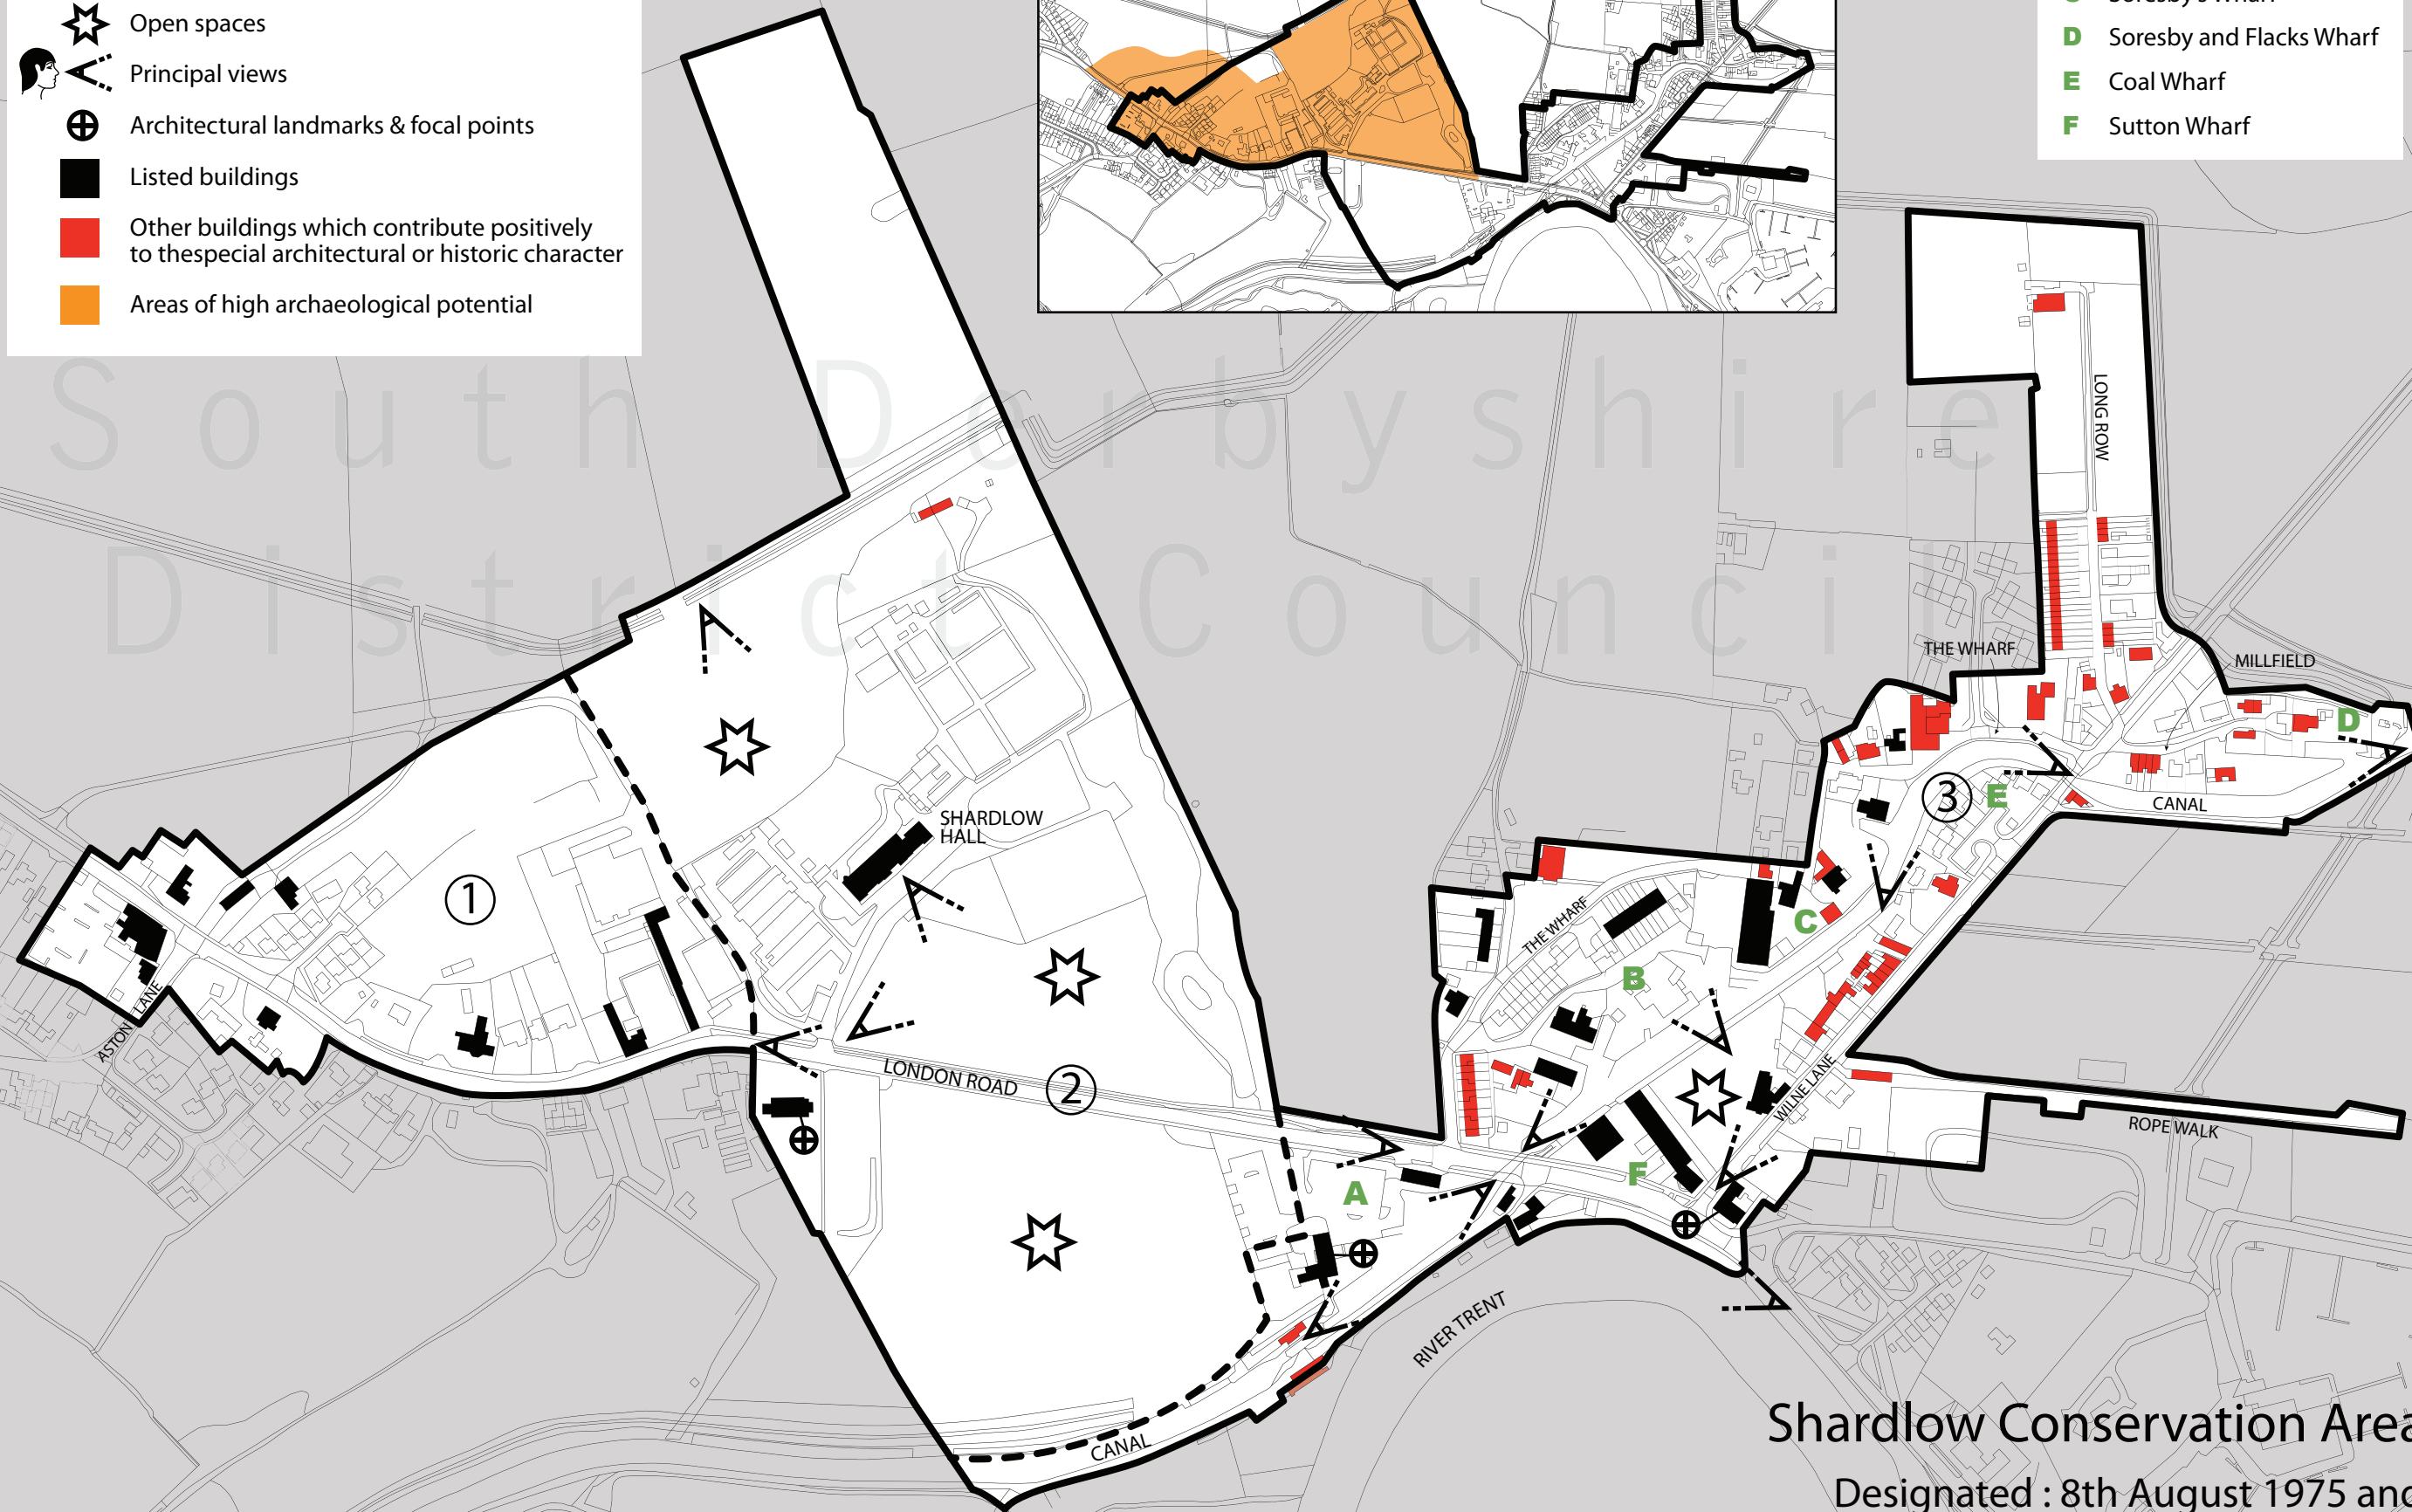 Open spaces
Principal views
Architectural landmarks & focal points
Listed buildings
Other buildings which contribute positively
to thespecial architectural or historic character
Areas of high archaeological potential
Soresby's Wharf
D Soresby and Flacks Wharf
E Coal Wharf
F Sutton Wharf
South Derbyshire
District Council
LONG ROW
THE WHARF
MILLFIELD
D
CANAL
3
E
SHARDLOW
HALL
1
C
THE WHARF
B
ASTON LANE
LONDON ROAD
2
WILNE LANE
ROPE WALK
A
F
RIVER TRENT
CANAL
Shardlow Conservation Area
Designated : 8th August 1975 and